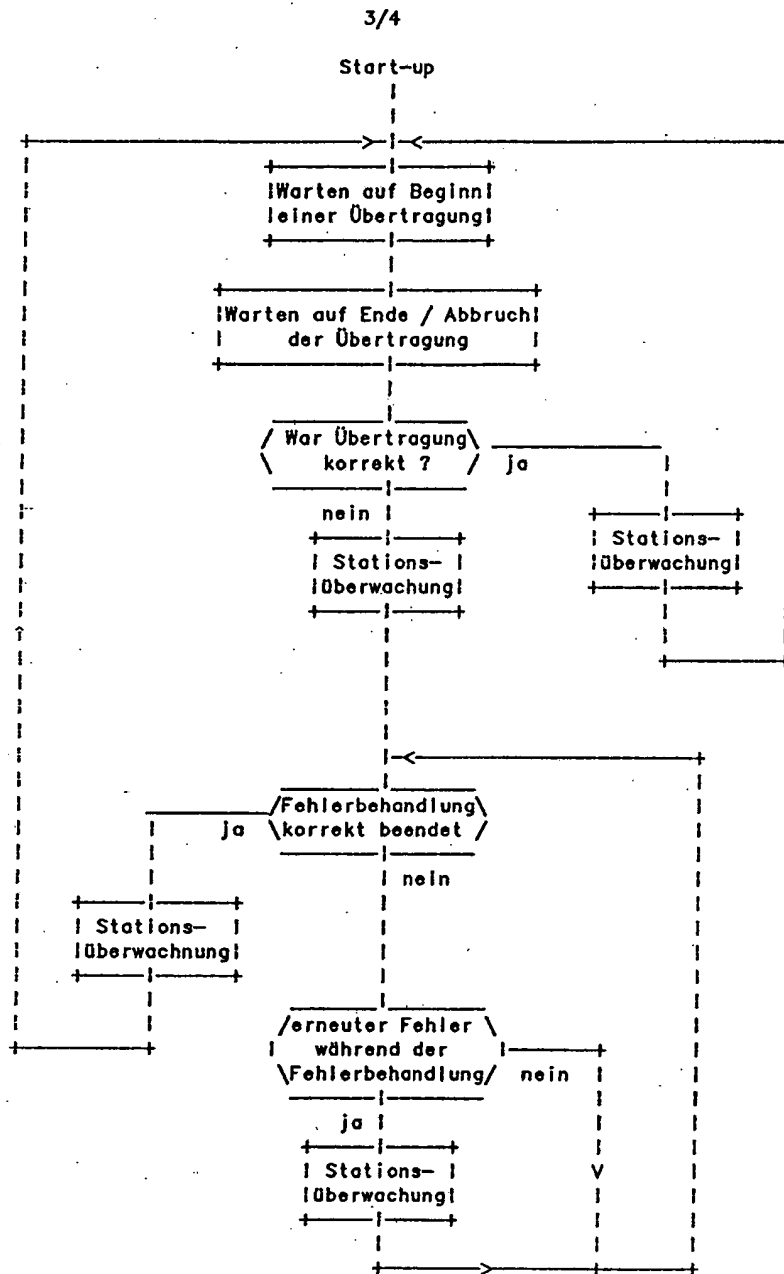 3/4
Start-up
Warten auf Beginn
einer Übertragung
Warten auf Ende / Abbruch
der Übertragung
War Übertragung
korrekt ?
ja
nein
Stations-
überwachung
Stations-
überwachung
Fehlerbehandlung
korrekt beendet
ja
nein
Stations-
überwachnung
erneuter Fehler
während der
Fehlerbehandlung
nein
ja
Stations-
überwachung